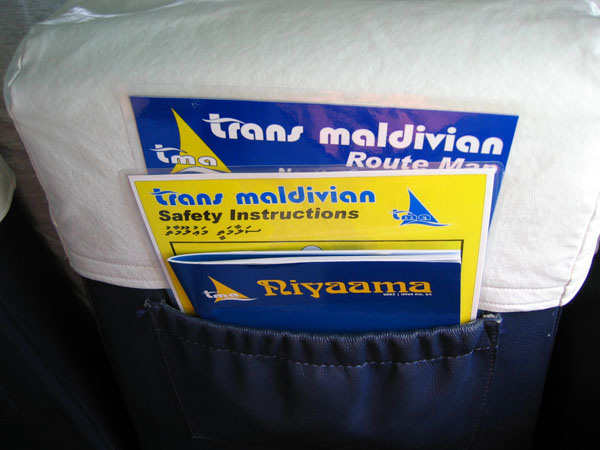 trans maldivian
Route Map
tma
trans maldivian
Safety Instructions
ސަލާމަތީ މަޢުލޫމާތު
tma
Niyaama
tma